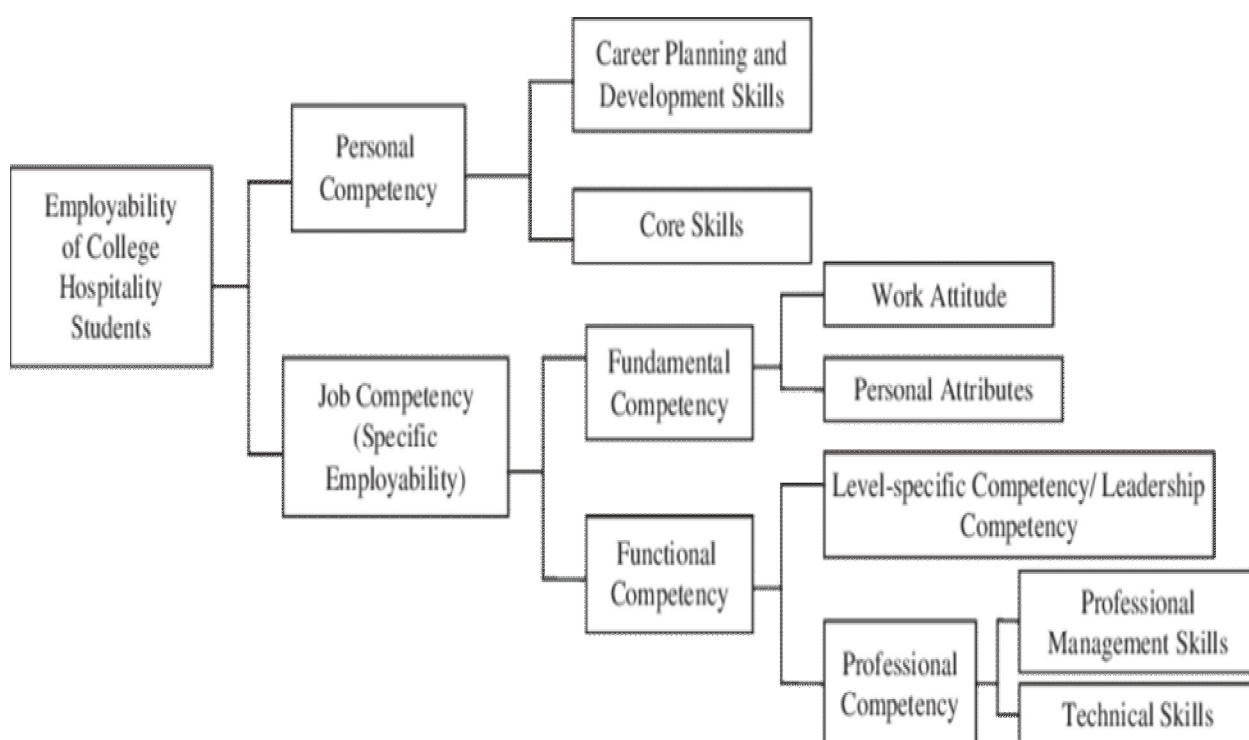 Career Planning and
Development Skills
Personal
Competency
Employability
of College
Hospitality
Students
Core Skills
Work Attitude
Fundamental
Competency
Job Competency
(Specific
Employability)
Personal Attributes
Level-specific Competency/ Leadership
Competency
Functional
Competency
Professional
Management Skills
Professional
Competency
Technical Skills